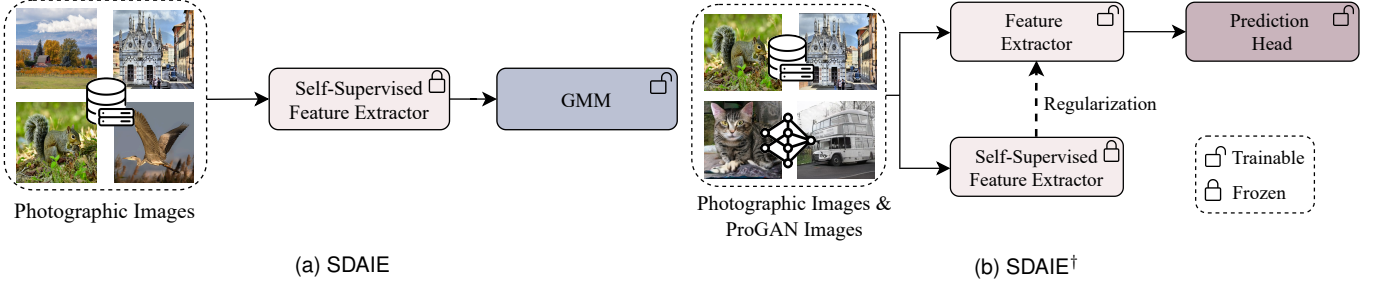 Self-Supervised
Feature Extractor
GMM
Photographic Images
(a) SDAIE
Feature
Extractor
Prediction
Head
Regularization
Self-Supervised
Feature Extractor
Trainable
Frozen
Photographic Images &
ProGAN Images
(b) SDAIE†